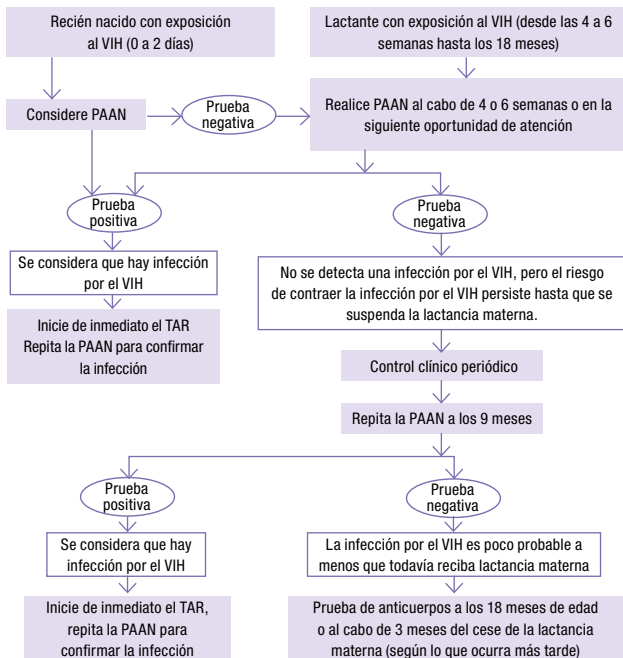 Recién nacido con exposición
al VIH (0 a 2 días)
Lactante con exposición al VIH (desde las 4 a 6
semanas hasta los 18 meses)
Considere PAAN
Prueba
negativa
Realice PAAN al cabo de 4 o 6 semanas o en la
siguiente oportunidad de atención
Prueba
positiva
Prueba
negativa
Se considera que hay infección
por el VIH
No se detecta una infección por el VIH, pero el riesgo
de contraer la infección por el VIH persiste hasta que se
suspenda la lactancia materna.
Inicie de inmediato el TAR
Repita la PAAN para confirmar
la infección
Control clínico periódico
Repita la PAAN a los 9 meses
Prueba
positiva
Prueba
negativa
Se considera que hay
infección por el VIH
La infección por el VIH es poco probable a
menos que todavía reciba lactancia materna
Inicie de inmediato el TAR,
repita la PAAN para
confirmar la infección
Prueba de anticuerpos a los 18 meses de edad
o al cabo de 3 meses del cese de la lactancia
materna (según lo que ocurra más tarde)